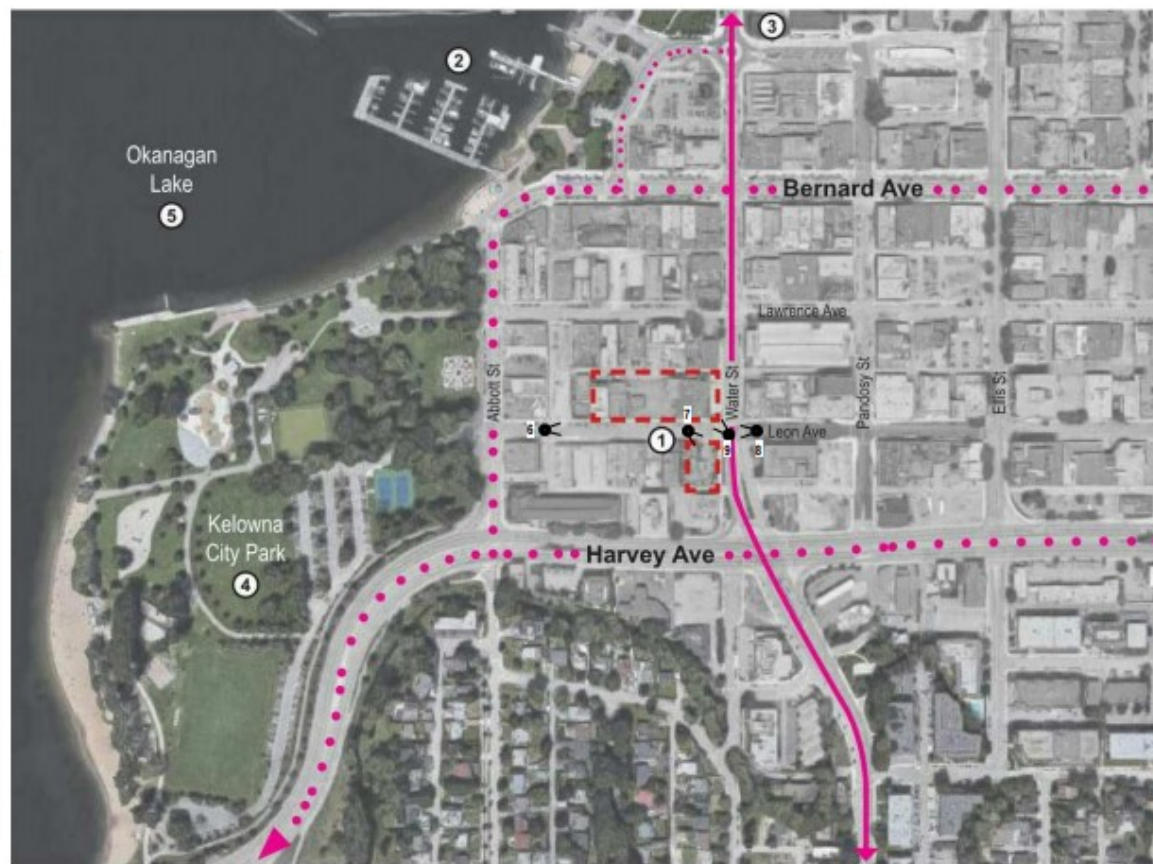 3
2
Okanagan
Lake
5
Bernard Ave
Lawrence Ave
Abbott St
Water St
Pandosy St
Ellis St
7
6
1
9
8
Leon Ave
Kelowna
City Park
4
Harvey Ave